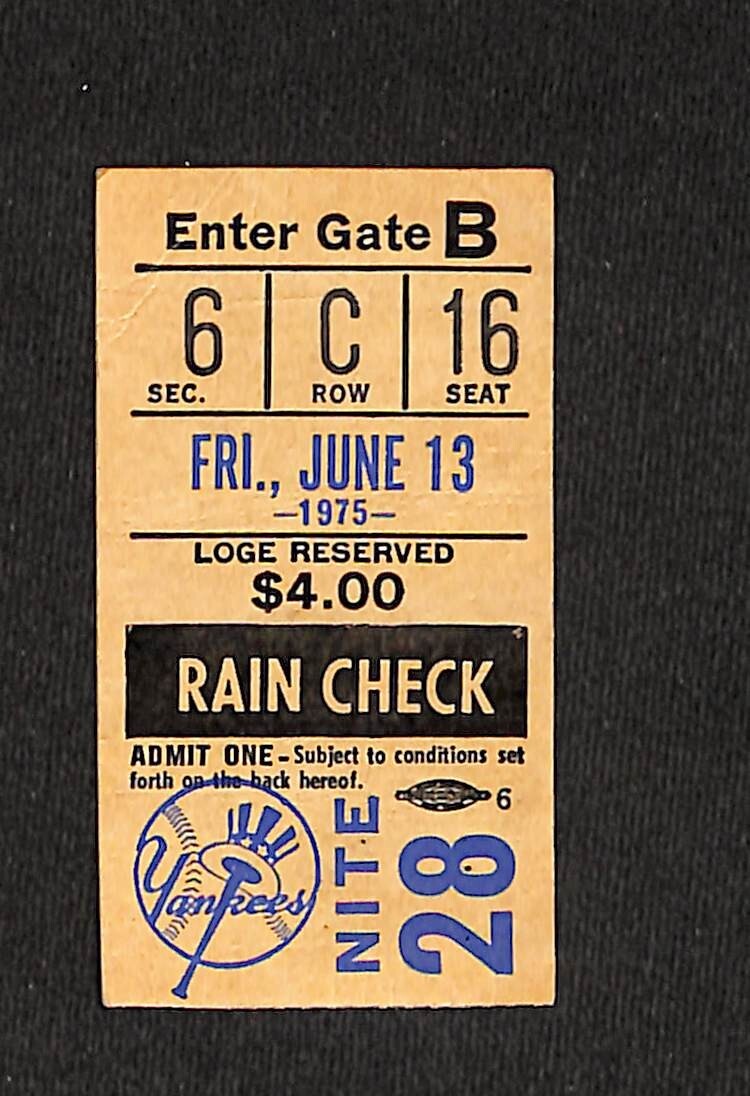 Enter Gate B
6 C 16
SEC. ROW SEAT
FRI., JUNE 13
–1975–
LOGE RESERVED
$4.00
RAIN CHECK
ADMIT ONE – Subject to conditions set
forth on the back hereof.
6
Yankees
NITE
28